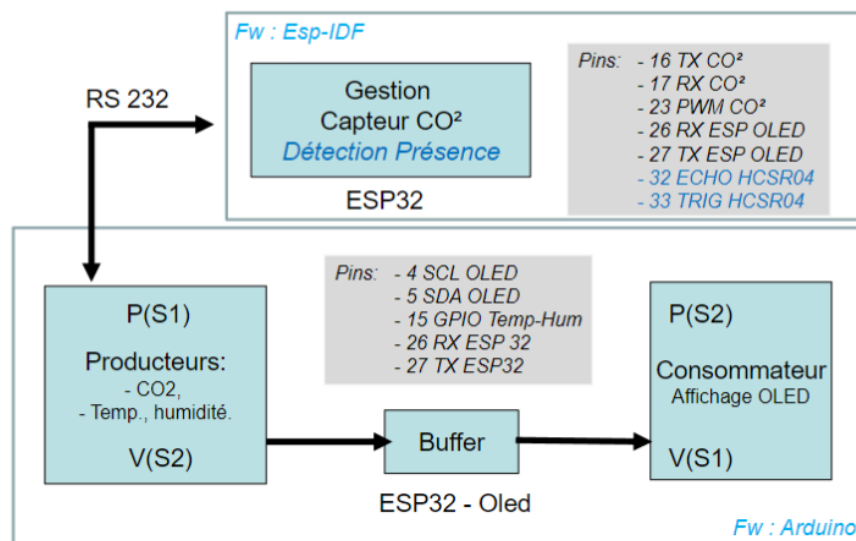 Fw : Esp-IDF
RS 232
Gestion
Capteur CO²
Détection Présence
ESP32
Pins: - 16 TX CO²
- 17 RX CO²
- 23 PWM CO²
- 26 RX ESP OLED
- 27 TX ESP OLED
- 32 ECHO HCSR04
- 33 TRIG HCSR04
P(S1)
Producteurs:
- CO2,
- Temp., humidité.
V(S2)
Pins: - 4 SCL OLED
- 5 SDA OLED
- 15 GPIO Temp-Hum
- 26 RX ESP 32
- 27 TX ESP32
Buffer
ESP32 - Oled
P(S2)
Consommateur
Affichage OLED
V(S1)
Fw : Arduino